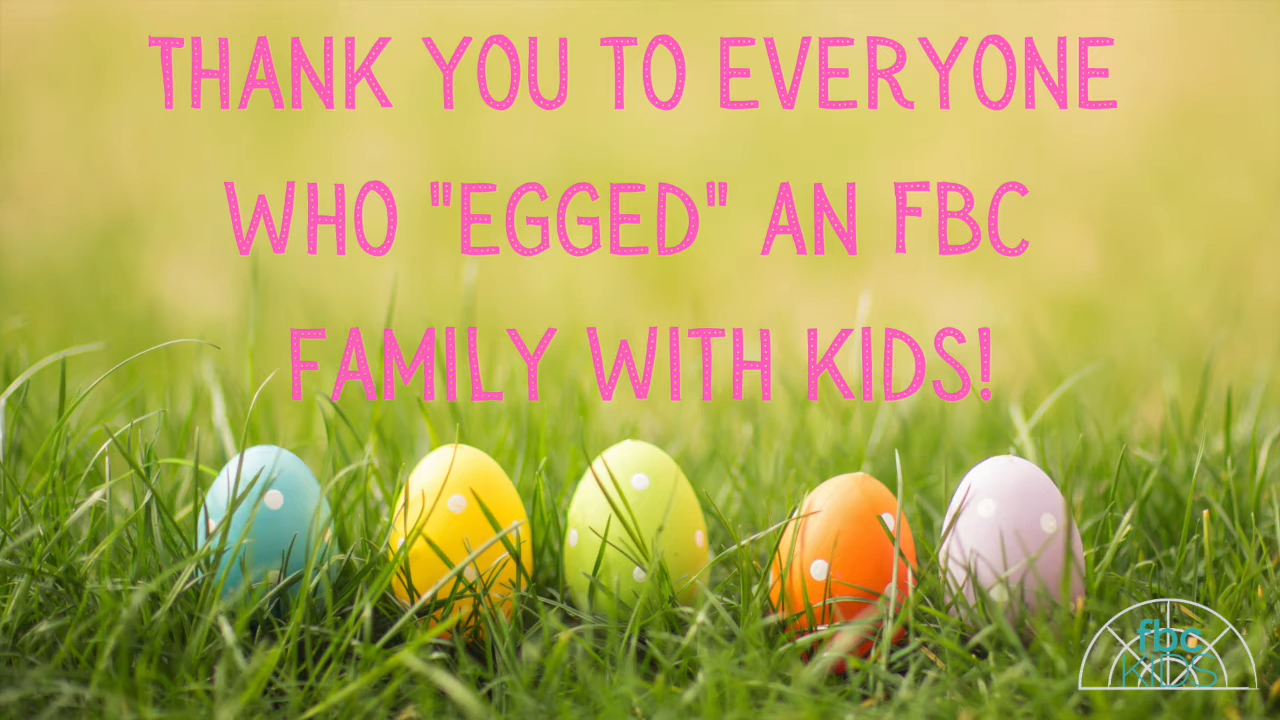 THANK YOU TO EVERYONE
WHO "EGGED" AN FBC
FAMILY WITH KIDS!
fbc
KIDS